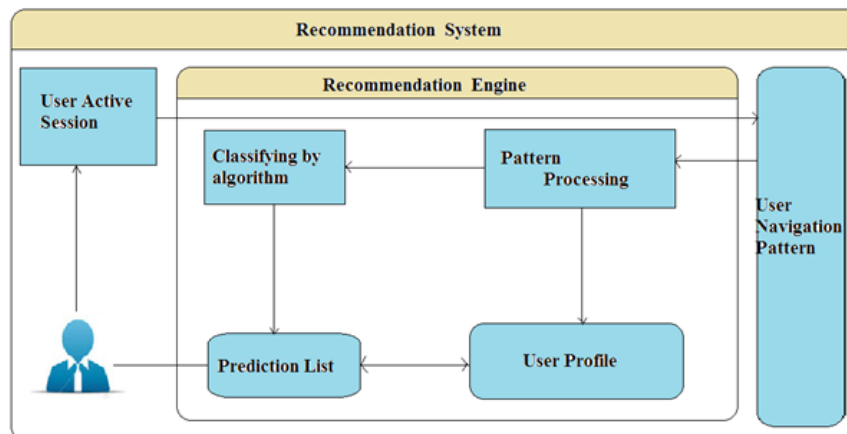 Recommendation System
User Active
Session
Recommendation Engine
Classifying by
algorithm
Pattern
Processing
User
Navigation
Pattern
Prediction List
User Profile